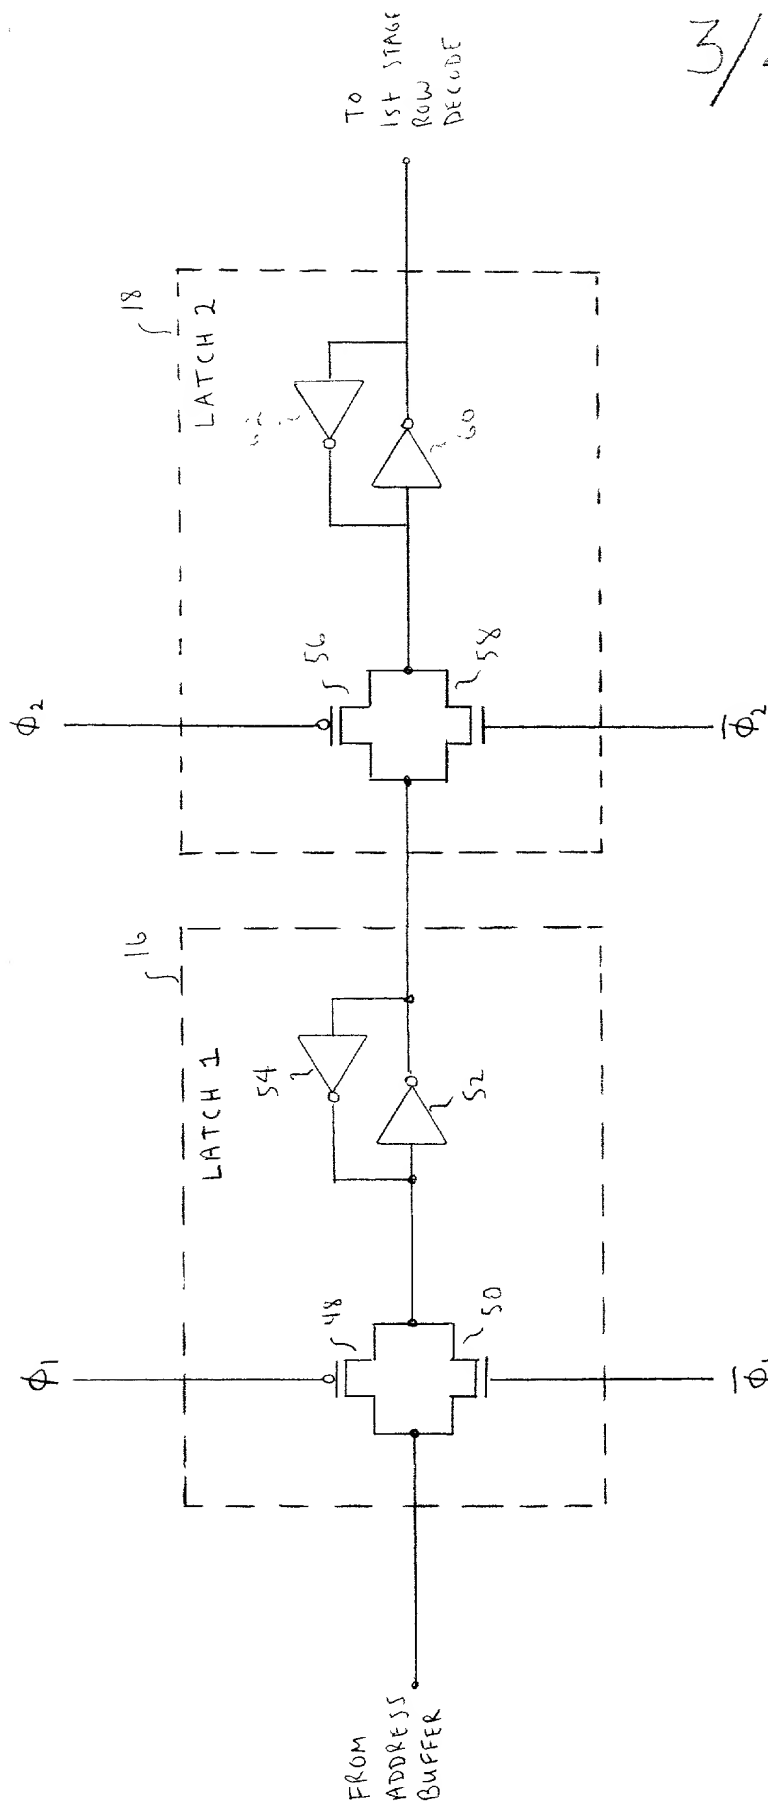 3/
FROM
ADDRESS
BUFFER
Φ1
Φ̅1
16
LATCH 1
48
50
54
52
Φ2
Φ̅2
18
LATCH 2
56
58
60
TO
1st STAGE
ROW
DECODE